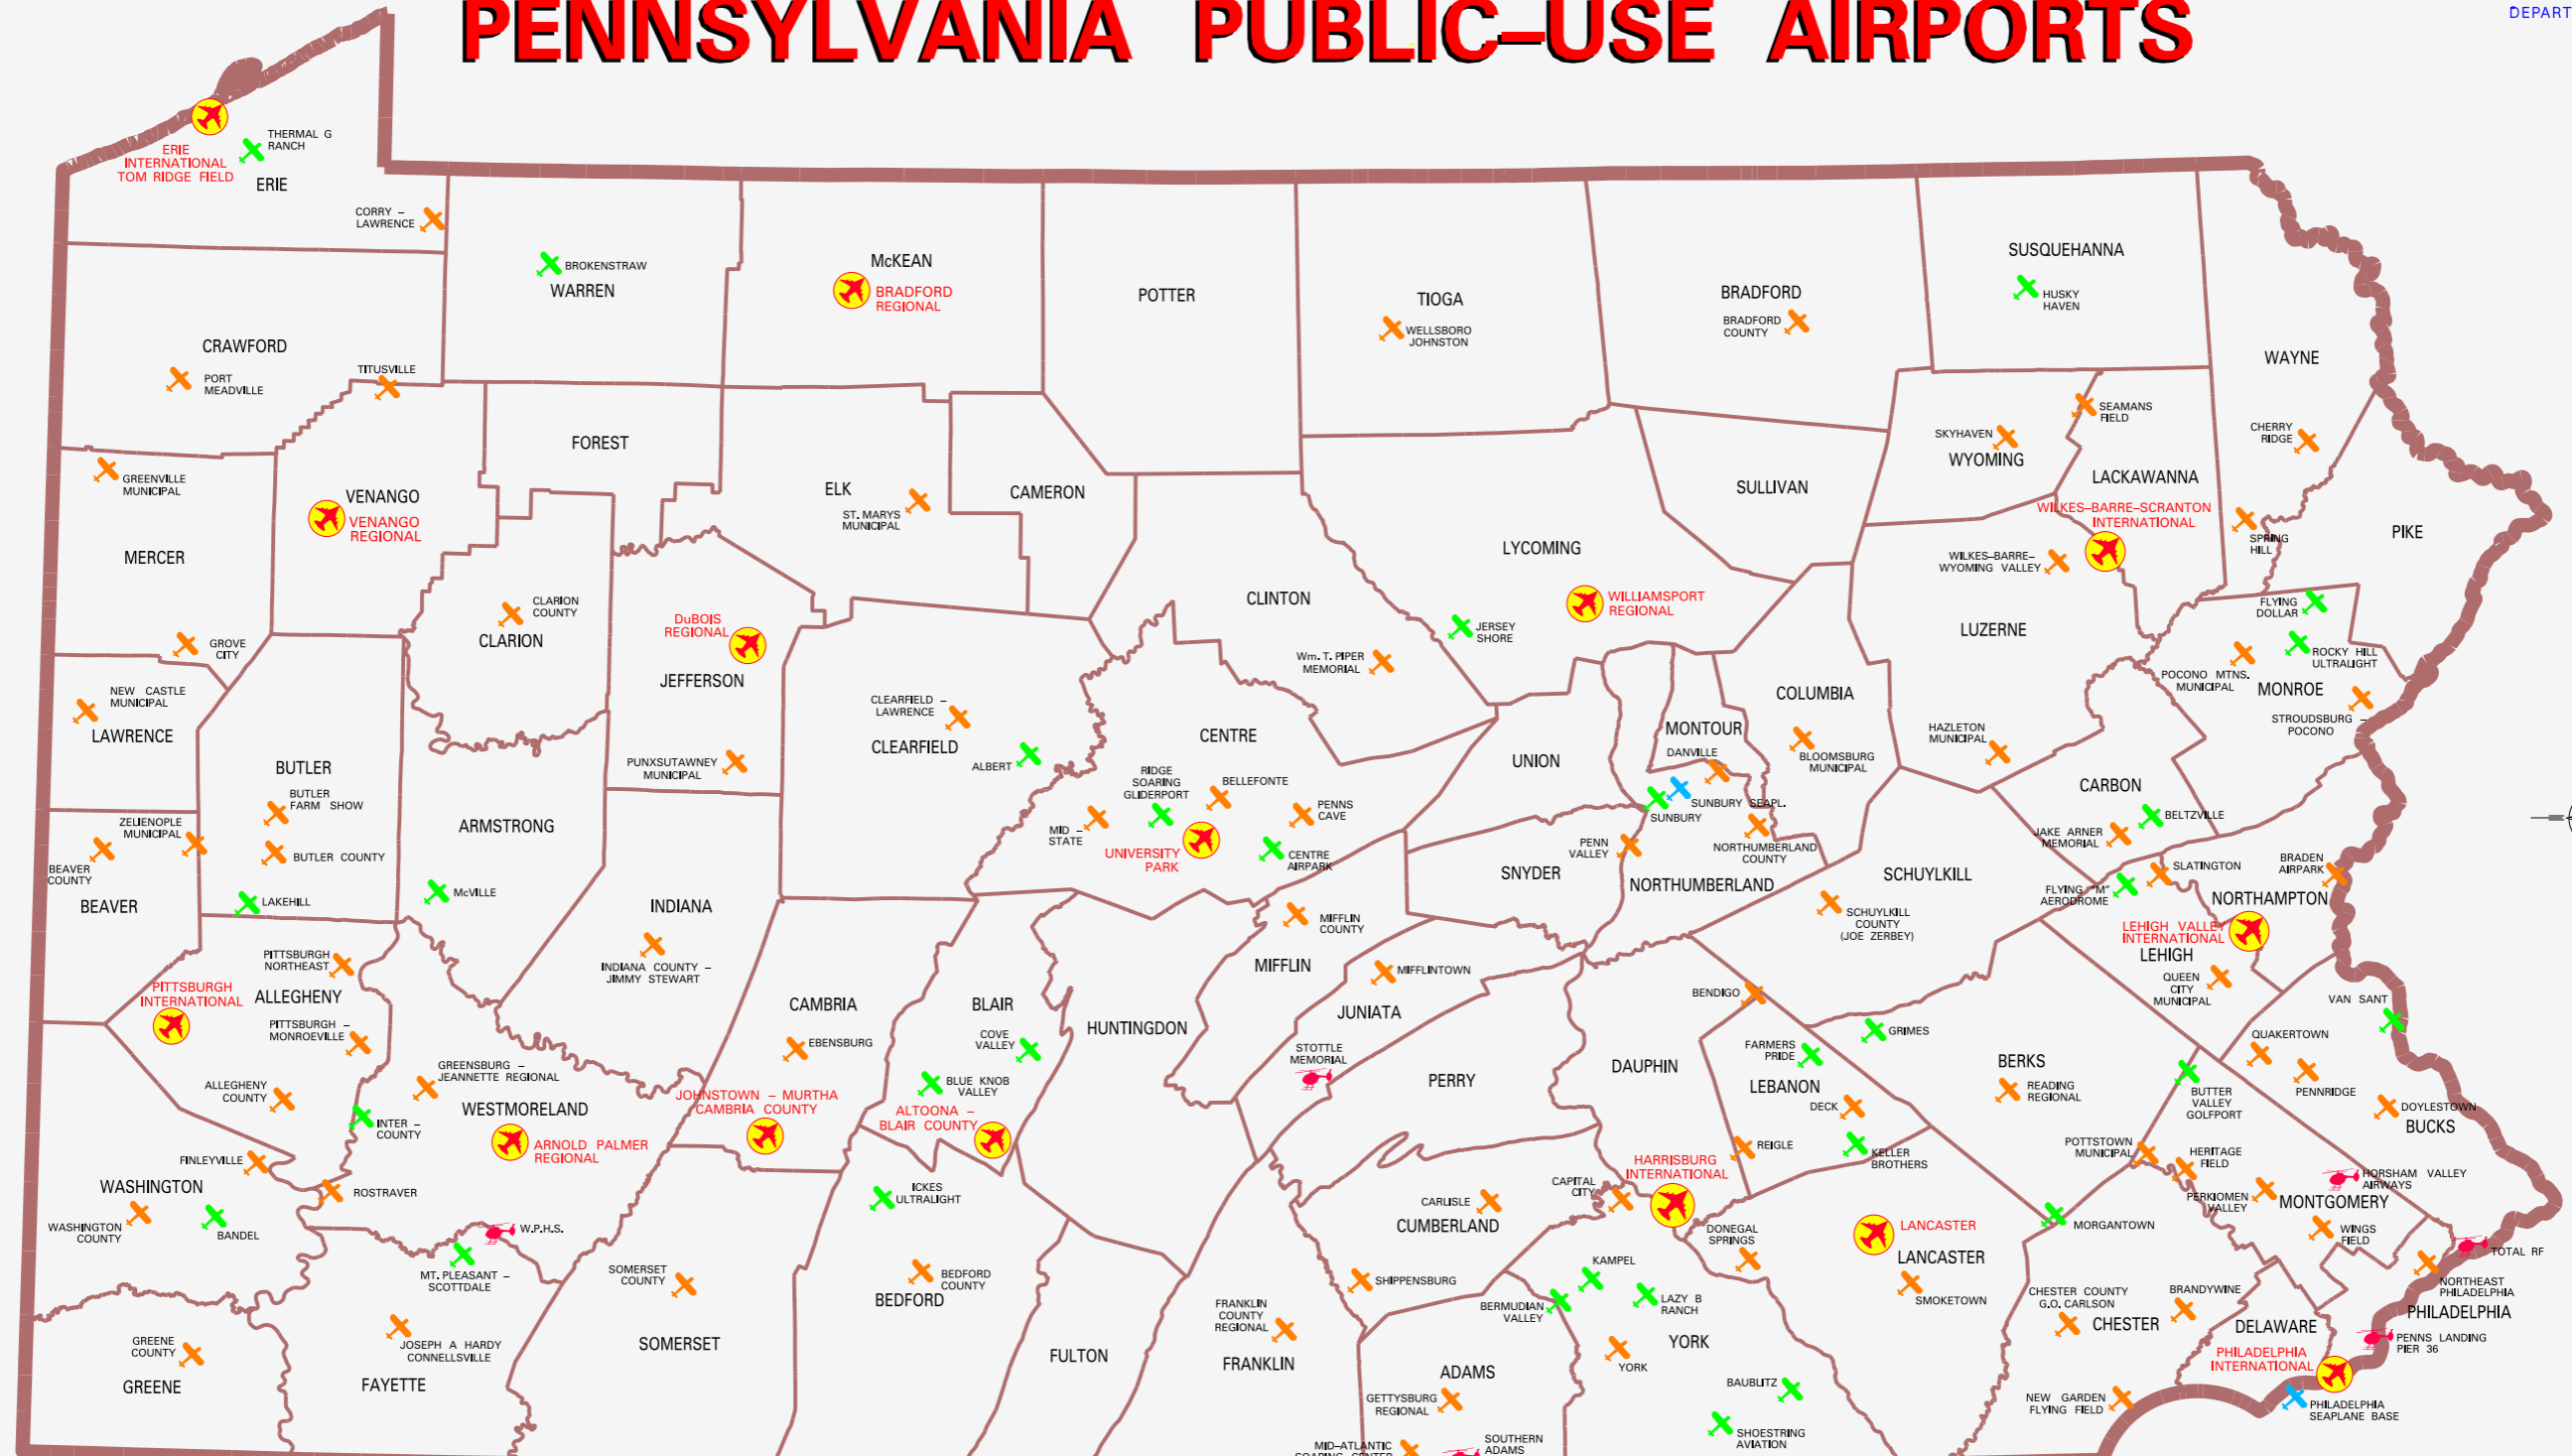 PENNSYLVANIA PUBLIC–USE AIRPORTS
DEPART
THERMAL G
RANCH
ERIE
INTERNATIONAL
TOM RIDGE FIELD
ERIE
CORRY –
LAWRENCE
BROKENSTRAW
WARREN
McKEAN
BRADFORD
REGIONAL
POTTER
TIOGA
WELLSBORO
JOHNSTON
BRADFORD
BRADFORD
COUNTY
SUSQUEHANNA
HUSKY
HAVEN
WAYNE
CRAWFORD
PORT
MEADVILLE
TITUSVILLE
FOREST
SEAMANS
FIELD
SKYHAVEN
WYOMING
CHERRY
RIDGE
LACKAWANNA
GREENVILLE
MUNICIPAL
VENANGO
VENANGO
REGIONAL
ELK
ST. MARYS
MUNICIPAL
CAMERON
SULLIVAN
WILKES–BARRE–SCRANTON
INTERNATIONAL
SPRING
HILL
PIKE
MERCER
LYCOMING
WILKES–BARRE–
WYOMING VALLEY
CLARION
COUNTY
CLARION
DuBOIS
REGIONAL
JEFFERSON
CLINTON
JERSEY
SHORE
WILLIAMSPORT
REGIONAL
LUZERNE
FLYING
DOLLAR
ROCKY HILL
ULTRALIGHT
POCONO MTNS.
MUNICIPAL
MONROE
STROUDSBURG –
POCONO
GROVE
CITY
Wm. T. PIPER
MEMORIAL
NEW CASTLE
MUNICIPAL
LAWRENCE
CLEARFIELD –
LAWRENCE
CLEARFIELD
ALBERT
CENTRE
COLUMBIA
MONTOUR
DANVILLE
BLOOMSBURG
MUNICIPAL
HAZLETON
MUNICIPAL
BUTLER
BUTLER
FARM SHOW
PUNXSUTAWNEY
MUNICIPAL
RIDGE
SOARING
GLIDERPORT
BELLEFONTE
PENNS
CAVE
UNION
SUNBURY SEAPL.
SUNBURY
CARBON
BELTZVILLE
ZELIENOPLE
MUNICIPAL
BUTLER COUNTY
ARMSTRONG
MID –
STATE
UNIVERSITY
PARK
CENTRE
AIRPARK
PENN
VALLEY
NORTHUMBERLAND
COUNTY
JAKE ARNER
MEMORIAL
BEAVER
COUNTY
BEAVER
LAKEHILL
McVILLE
INDIANA
SNYDER
NORTHUMBERLAND
SCHUYLKILL
SLATINGTON
BRADEN
AIRPARK
FLYING "M"
AERODROME
NORTHAMPTON
SCHUYLKILL
COUNTY
(JOE ZERBEY)
MIFFLIN
COUNTY
MIFFLIN
LEHIGH VALLEY
INTERNATIONAL
LEHIGH
QUEEN
CITY
MUNICIPAL
PITTSBURGH
NORTHEAST
INDIANA COUNTY –
JIMMY STEWART
MIFFLINTOWN
PITTSBURGH
INTERNATIONAL
ALLEGHENY
CAMBRIA
BLAIR
JUNIATA
BENDIGO
VAN SANT
PITTSBURGH –
MONROEVILLE
EBENSBURG
COVE
VALLEY
HUNTINGDON
STOTTLE
MEMORIAL
GRIMES
FARMERS
PRIDE
QUAKERTOWN
ALLEGHENY
COUNTY
GREENSBURG –
JEANNETTE REGIONAL
BLUE KNOB
VALLEY
PERRY
DAUPHIN
LEBANON
BERKS
READING
REGIONAL
BUTTER
VALLEY
GOLFPORT
PENNRIDGE
INTER –
COUNTY
WESTMORELAND
JOHNSTOWN – MURTHA
CAMBRIA COUNTY
ALTOONA –
BLAIR COUNTY
DECK
DOYLESTOWN
BUCKS
ARNOLD PALMER
REGIONAL
REIGLE
KELLER
BROTHERS
POTTSTOWN
MUNICIPAL
HERITAGE
FIELD
FINLEYVILLE
HARRISBURG
INTERNATIONAL
HORSHAM VALLEY
AIRWAYS
WASHINGTON
ROSTRAVER
ICKES
ULTRALIGHT
CAPITAL
CITY
CARLISLE
CUMBERLAND
PERKIOMEN
VALLEY
MONTGOMERY
WASHINGTON
COUNTY
BANDEL
W.P.H.S.
DONEGAL
SPRINGS
LANCASTER
LANCASTER
MORGANTOWN
WINGS
FIELD
TOTAL RF
MT. PLEASANT –
SCOTTDALE
SOMERSET
COUNTY
BEDFORD
COUNTY
BEDFORD
SHIPPENSBURG
KAMPEL
BERMUDIAN
VALLEY
LAZY B
RANCH
SMOKETOWN
CHESTER COUNTY
G.O. CARLSON
BRANDYWINE
NORTHEAST
PHILADELPHIA
PHILADELPHIA
GREENE
COUNTY
GREENE
JOSEPH A HARDY
CONNELLSVILLE
FAYETTE
SOMERSET
FULTON
FRANKLIN
COUNTY
REGIONAL
FRANKLIN
YORK
YORK
CHESTER
DELAWARE
PENNS LANDING
PIER 36
PHILADELPHIA
INTERNATIONAL
ADAMS
GETTYSBURG
REGIONAL
BAUBLITZ
NEW GARDEN
FLYING FIELD
PHILADELPHIA
SEAPLANE BASE
SHOESTRING
AVIATION
MID–ATLANTIC
SOARING CENTER
SOUTHERN
ADAMS